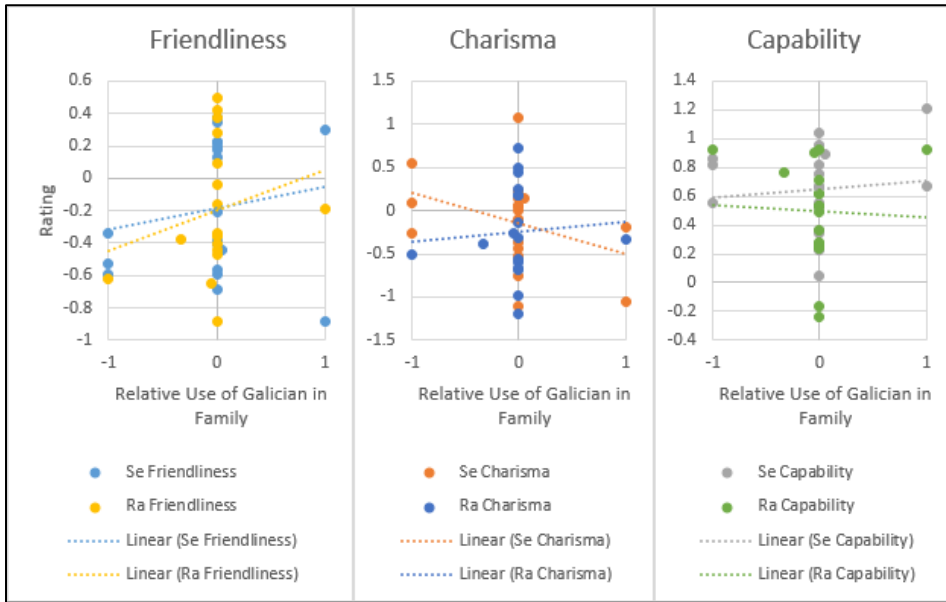 Friendliness
Rating
0.6
0.4
0.2
0
-0.2
-0.4
-0.6
-0.8
-1
-1
0
1
Relative Use of Galician in
Family
Se Friendliness
Ra Friendliness
Linear (Se Friendliness)
Linear (Ra Friendliness)
Charisma
1.5
1
0.5
0
-0.5
-1
-1.5
-1
0
1
Relative Use of Galician in
Family
Se Charisma
Ra Charisma
Linear (Se Charisma)
Linear (Ra Charisma)
Capability
1.4
1.2
1
0.8
0.6
0.4
0.2
0
-0.2
-0.4
-1
0
1
Relative Use of Galician in
Family
Se Capability
Ra Capability
Linear (Se Capability)
Linear (Ra Capability)